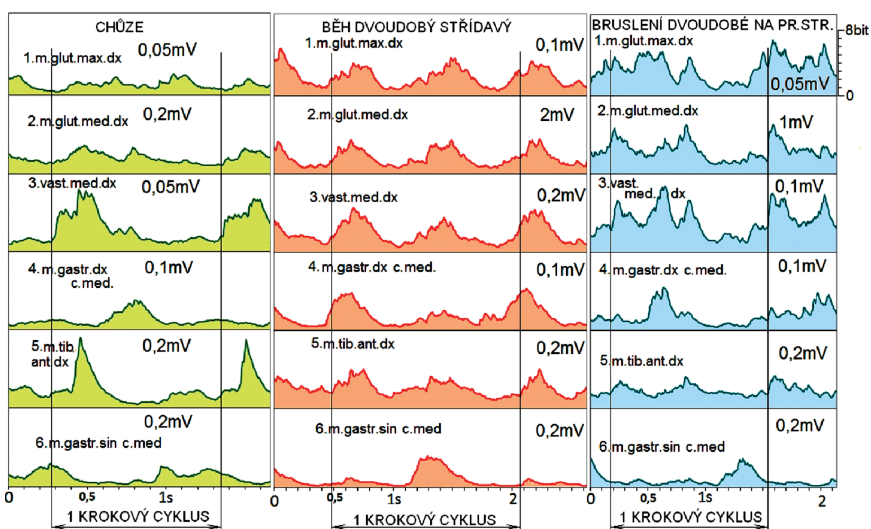 CHŮZE
1.m.glut.max.dx
0,05mV
2.m.glut.med.dx
0,2mV
3.vast.med.dx
0,05mV
4.m.gastr.dx
c.med.
0,1mV
5.m.tib.
ant.dx
0,2mV
6.m.gastr.sin c.med
0,2mV
0 0,5 1s
1 KROKOVÝ CYKLUS
BĚH DVOUDOBÝ STŘÍDAVÝ
1.m.glut.max.dx
0,1mV
2.m.glut.med.dx
2mV
3.vast.med.dx
0,2mV
4.m.gastr.dx c.med.
0,1mV
5.m.tib.ant.dx
0,2mV
6.m.gastr.sin c.med
0,2mV
0 0,5 1s 2
1 KROKOVÝ CYKLUS
BRUSLENÍ DVOUDOBÉ NA PR.STR.
1.m.glut.max.dx
8bit
0
0,05mV
2.m.glut.med.dx
1mV
3.vast.
med. dx
0,1mV
4.m.gastr.dx c.med.
0,1mV
5.m.tib.ant.dx
0,2mV
6.m.gastr.sin c.med
0,2mV
0 0,5 1s 2
1 KROKOVÝ CYKLUS